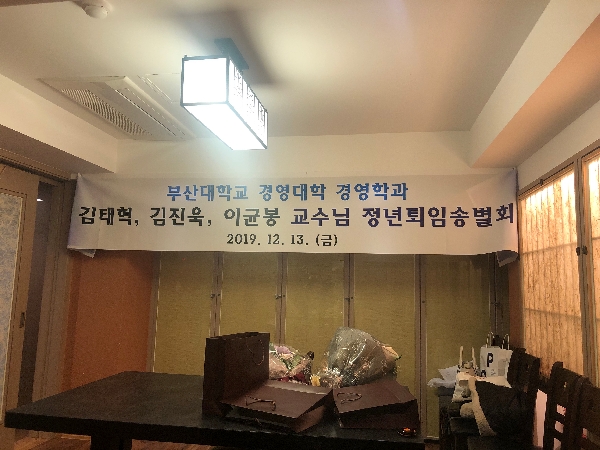 부산대학교 경영대학 경영학과
김태혁, 김진욱, 이균봉 교수님 정년퇴임송별회
2019. 12. 13. (금)